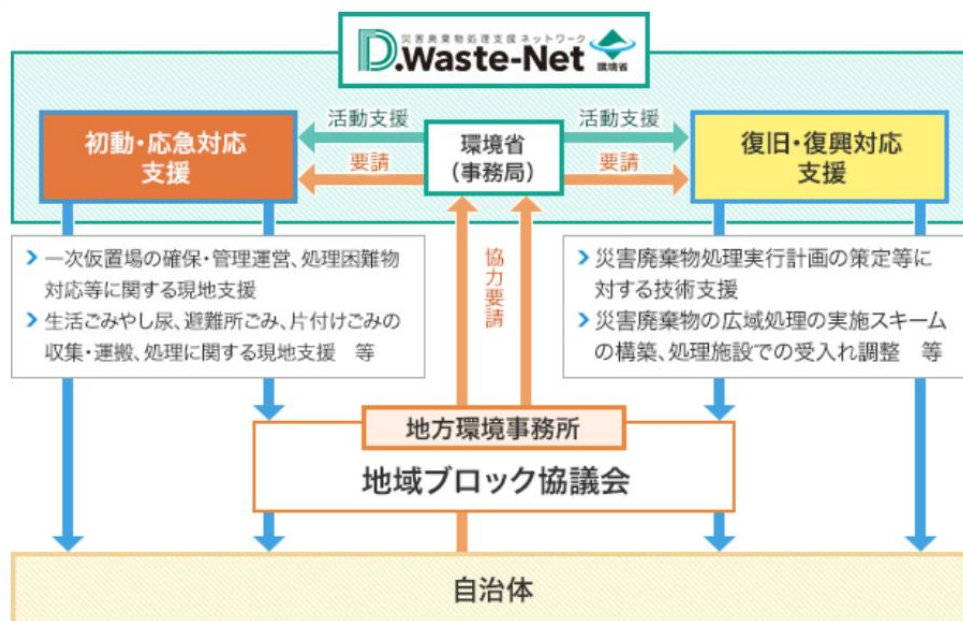 災害廃棄物処理支援ネットワーク
D.Waste-Net
環境省
活動支援
活動支援
初動・応急対応
支援
環境省
（事務局）
復旧・復興対応
支援
要請
要請
一次仮置場の確保・管理運営、処理困難物
対応等に関する現地支援
生活ごみやし尿、避難所ごみ、片付けごみの
収集・運搬、処理に関する現地支援　等
協力要請
災害廃棄物処理実行計画の策定等に
対する技術支援
災害廃棄物の広域処理の実施スキーム
の構築、処理施設での受入れ調整　等
地方環境事務所
地域ブロック協議会
自治体